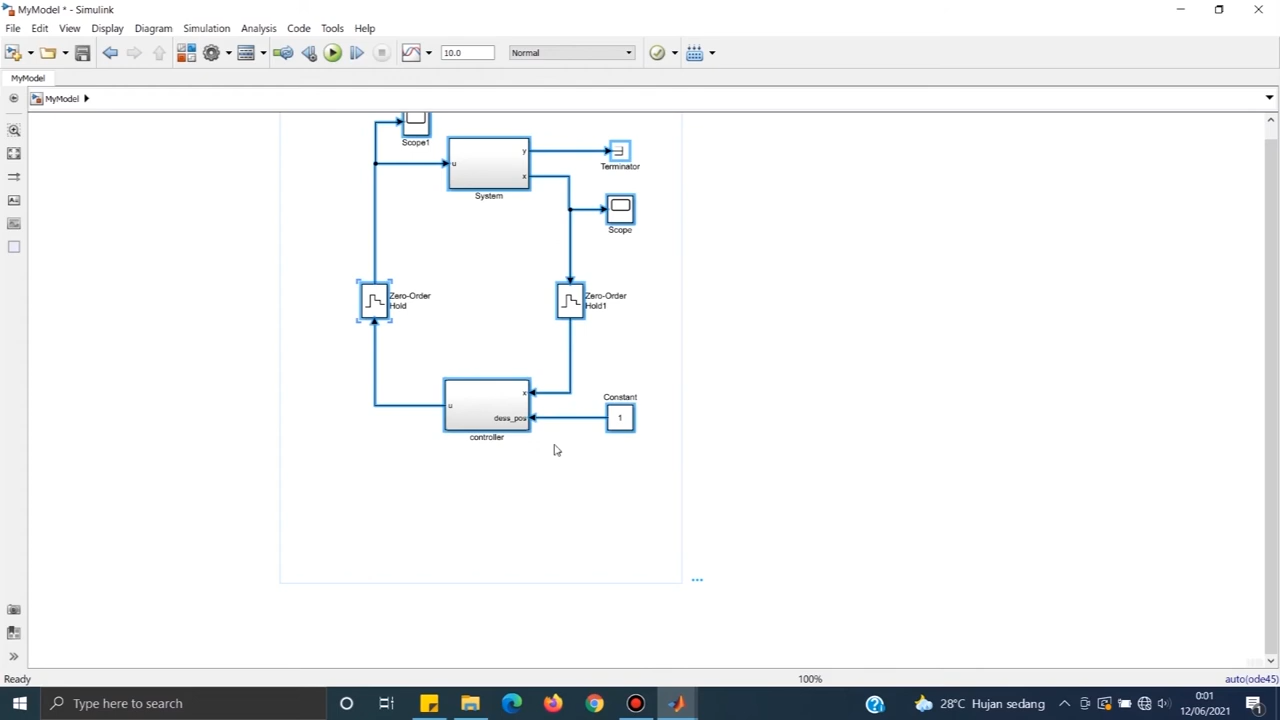 MyModel * - Simulink
File Edit View Display Diagram Simulation Analysis Code Tools Help
10.0 Normal
MyModel
MyModel
Scope1
u y x
System
Terminator
Scope
Zero-Order
Hold
Zero-Order
Hold1
Constant
u x dess_pos
1
controller
Ready 100% auto(ode45)
Type here to search
28°C Hujan sedang
0:01
12/06/2021
1